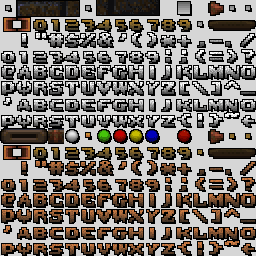 0123456789
!"#$%&'()*+,-./
0123456789:;<=>?
@ABCDEFGHIJKLMNO
PQRSTUVWXYZ[\]^_
@ABCDEFGHIJKLMNO
PQRSTUVWXYZ{¦}~
0123456789
!"#$%&'()*+,-./
0123456789:;<=>?
@ABCDEFGHIJKLMNO
PQRSTUVWXYZ[\]^_
@ABCDEFGHIJKLMNO
PQRSTUVWXYZ{¦}~